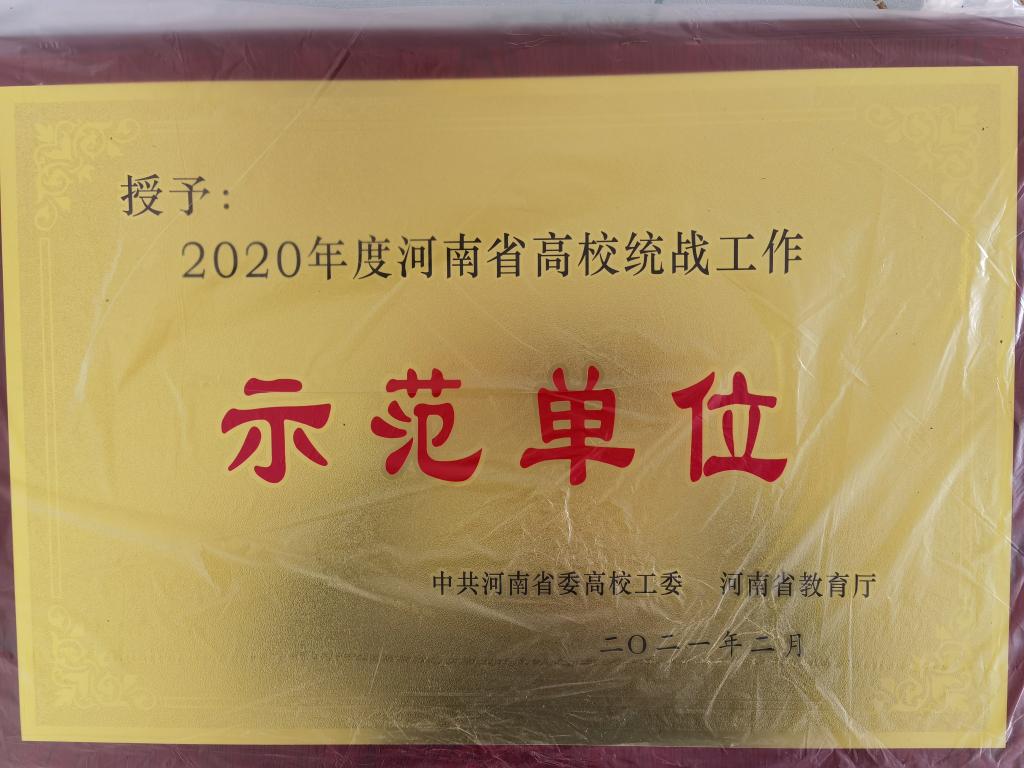 授予：
2020年度河南省高校统战工作
示范单位
中共河南省委高校工委 河南省教育厅
二〇二一年二月